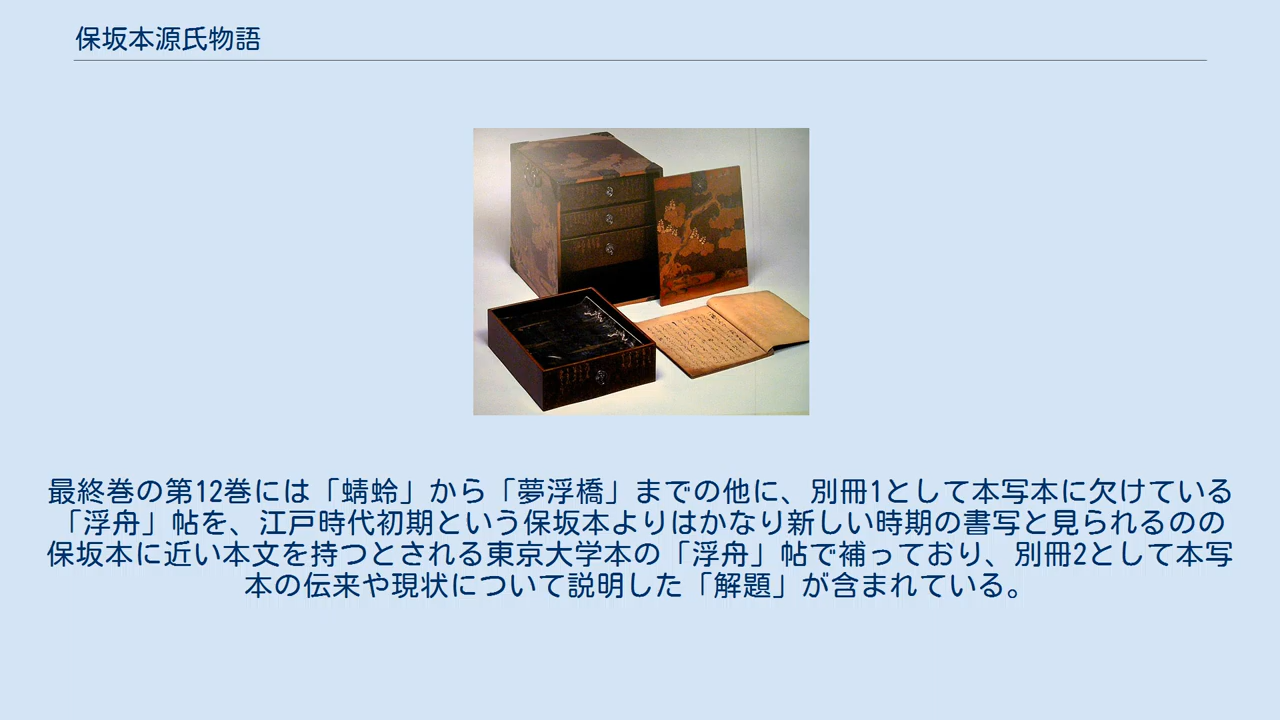 保坂本源氏物語
最終巻の第12巻には「蜻蛉」から「夢浮橋」までの他に、別冊1として本写本に欠けている
「浮舟」帖を、江戸時代初期という保坂本よりはかなり新しい時期の書写と見られるのの
保坂本に近い本文を持つとされる東京大学本の「浮舟」帖で補っており、別冊2として本写
本の伝来や現状について説明した「解題」が含まれている。